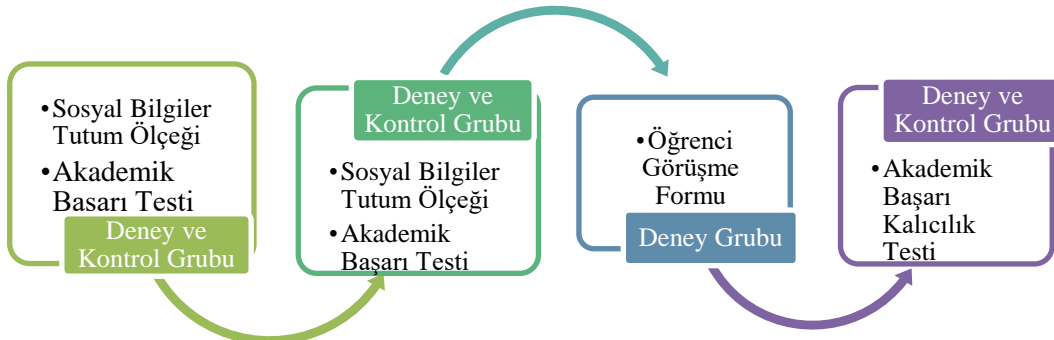 •Sosyal Bilgiler
Tutum Ölçeği
•Akademik
Basarı Testi
Deney ve
Kontrol Grubu
Deney ve
Kontrol Grubu
•Sosyal Bilgiler
Tutum Ölçeği
•Akademik
Başarı Testi
•Öğrenci
Görüşme
Formu
Deney Grubu
Deney ve
Kontrol Grubu
•Akademik
Başarı
Kalıcılık
Testi